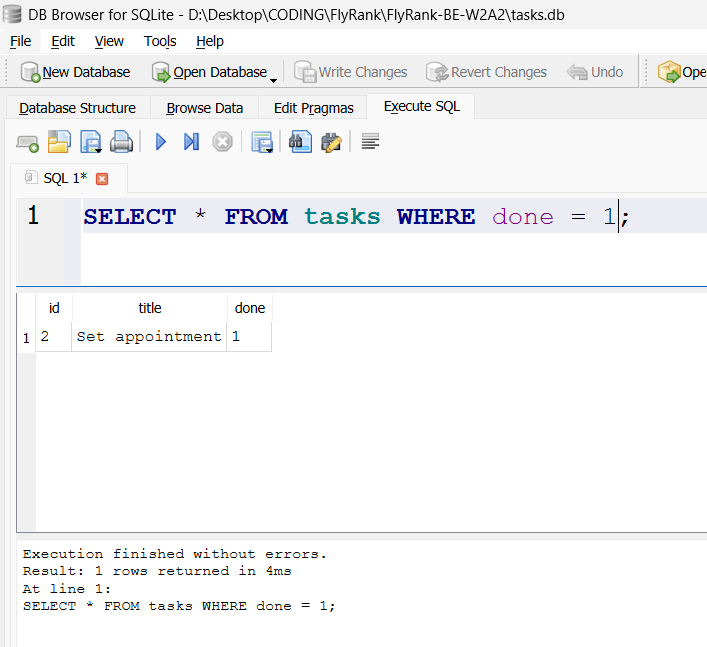 DB Browser for SQLite - D:\Desktop\CODING\FlyRank\FlyRank-BE-W2A2\tasks.db
File Edit View Tools Help
New Database Open Database Write Changes Revert Changes Undo Ope
Database Structure Browse Data Edit Pragmas Execute SQL
SQL 1*
1 SELECT * FROM tasks WHERE done = 1;
id title done
1 2 Set appointment 1
Execution finished without errors.
Result: 1 rows returned in 4ms
At line 1:
SELECT * FROM tasks WHERE done = 1;